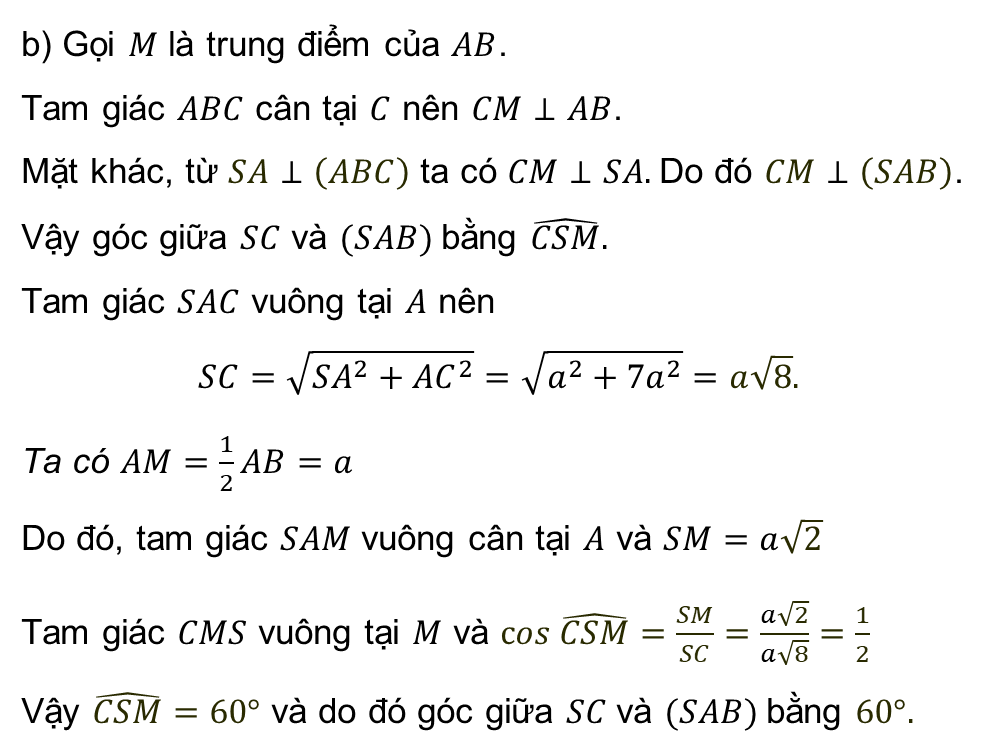 b) Gọi M là trung điểm của AB.
Tam giác ABC cân tại C nên CM ⊥ AB.
Mặt khác, từ SA ⊥ (ABC) ta có CM ⊥ SA. Do đó CM ⊥ (SAB).
Vậy góc giữa SC và (SAB) bằng $\widehat{CSM}$.
Tam giác SAC vuông tại A nên
$SC = \sqrt{SA^2 + AC^2} = \sqrt{a^2 + 7a^2} = a\sqrt{8}.$
Ta có $AM = \frac{1}{2}AB = a$
Do đó, tam giác SAM vuông cân tại A và $SM = a\sqrt{2}$
Tam giác CMS vuông tại M và $cos\ \widehat{CSM} = \frac{SM}{SC} = \frac{a\sqrt{2}}{a\sqrt{8}} = \frac{1}{2}$
Vậy $\widehat{CSM} = 60°$ và do đó góc giữa SC và (SAB) bằng 60°.